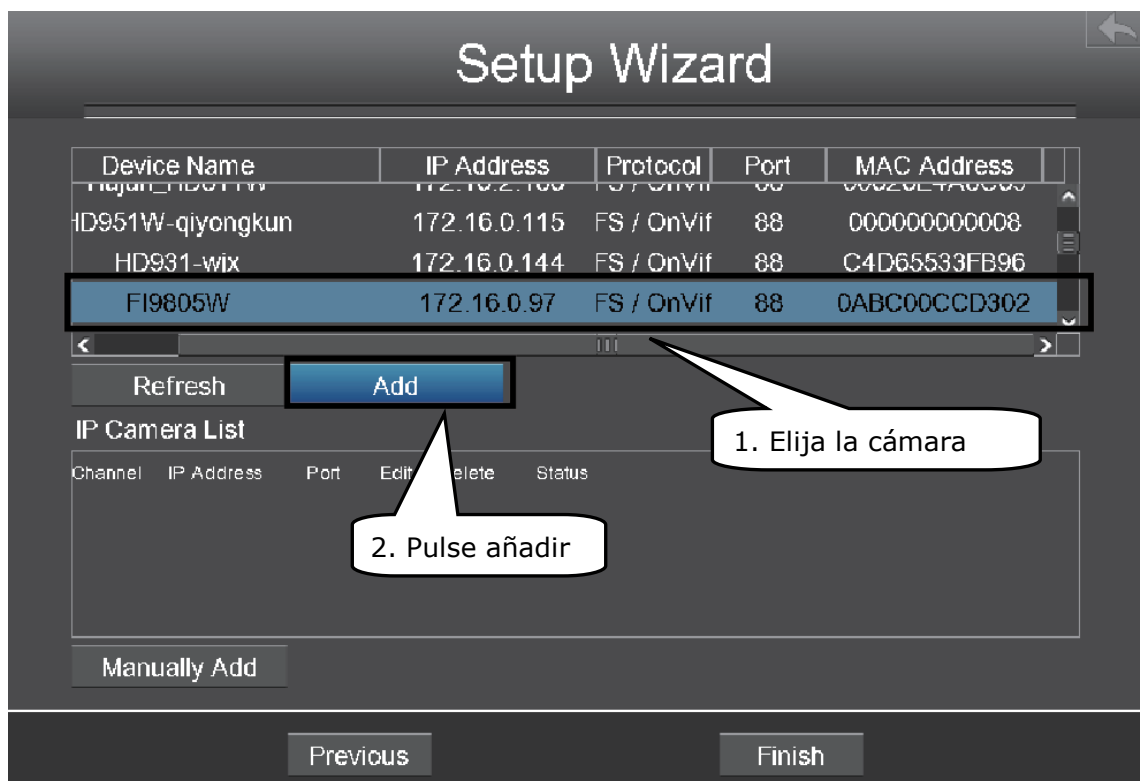 Setup Wizard
Device Name IP Address Protocol Port MAC Address
HD951W-qiyongkun 172.16.0.115 FS / OnVif 88 000000000008
HD931-wix 172.16.0.144 FS / OnVif 88 C4D65533FB96
FI9805W 172.16.0.97 FS / OnVif 88 0ABC00CCD302
Refresh Add
1. Elija la cámara
IP Camera List
Channel IP Address Port Edit Status
2. Pulse añadir
Manually Add
Previous Finish